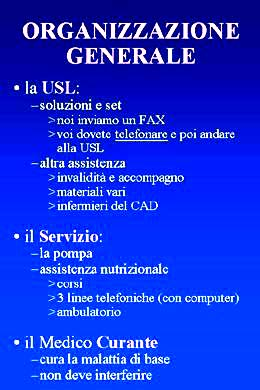 ORGANIZZAZIONE
GENERALE
• la USL:
–soluzioni e set
>noi inviamo un FAX
>voi dovete telefonare e poi andare
alla USL
–altra assistenza
>invalidità e accompagno
>materiali vari
>infermieri del CAD
• il Servizio:
–la pompa
–assistenza nutrizionale
>corsi
>3 linee telefoniche (con computer)
>ambulatorio
• il Medico Curante
–cura la malattia di base
–non deve interferire